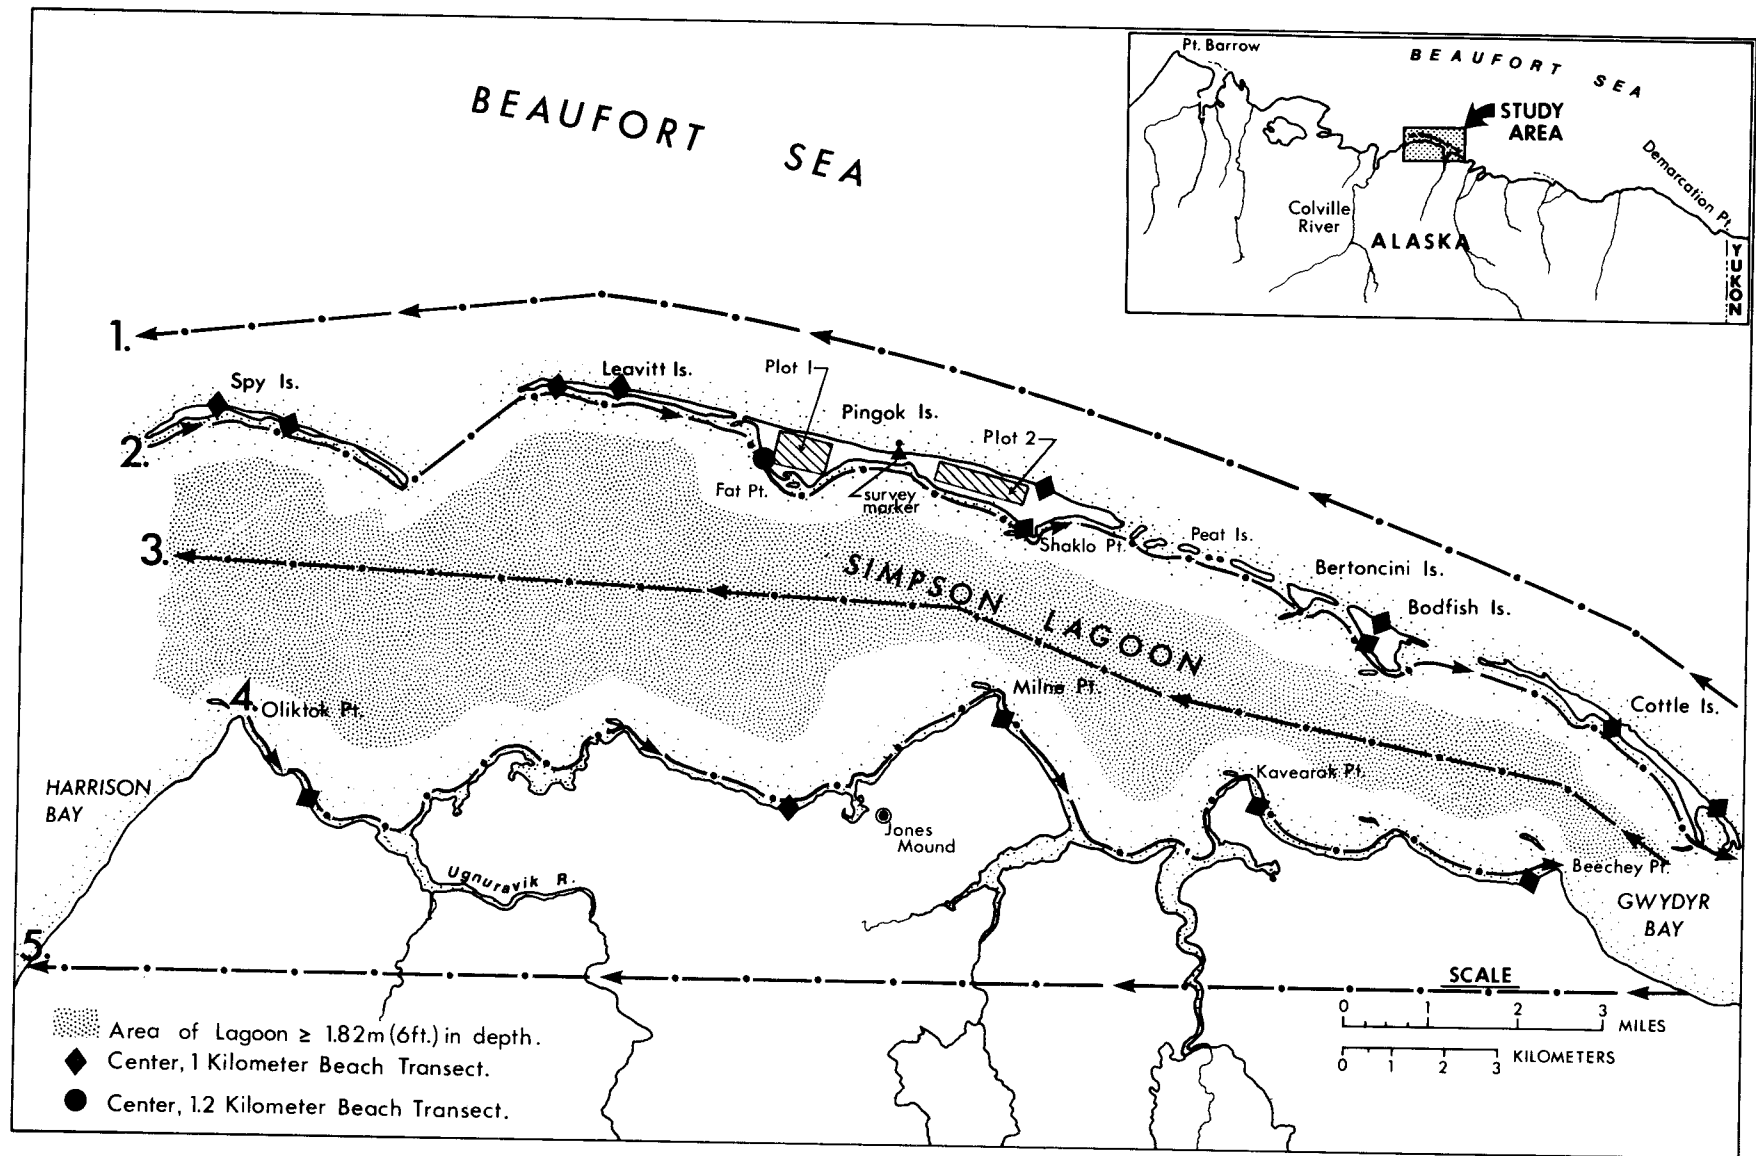 BEAUFORT SEA
Pt. Barrow
BEAUFORT SEA
STUDY
AREA
Demarcation Pt.
Colville
River
ALASKA
YUKON
1.
Spy Is.
Leavitt Is.
Plot 1
Pingok Is.
Plot 2
2.
Fat Pt.
survey
marker
Shaklo Pt.
Peat Is.
Bertoncini Is.
Bodfish Is.
3.
SIMPSON LAGOON
Cottle Is.
4.
Oliktok Pt.
Milne Pt.
Kavearak Pt.
HARRISON
BAY
Jones
Mound
Beechey Pt.
Ugnuravik R.
GWYDYR
BAY
5.
SCALE
0 1 2 3 MILES
0 1 2 3 KILOMETERS
Area of Lagoon ≥ 1.82m (6ft.) in depth.
Center, 1 Kilometer Beach Transect.
Center, 1.2 Kilometer Beach Transect.